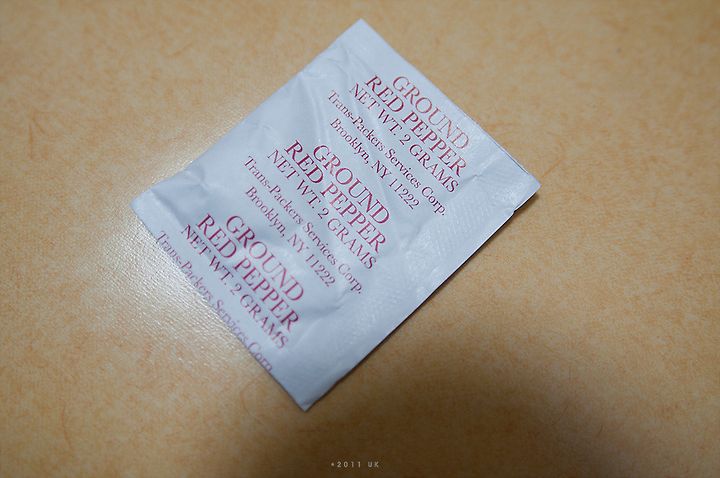 GROUND
RED PEPPER
NET WT. 2 GRAMS
Trans-Packers Services Corp.
Brooklyn, NY 11222
GROUND
RED PEPPER
NET WT. 2 GRAMS
Trans-Packers Services Corp.
Brooklyn, NY 11222
GROUND
RED PEPPER
NET WT. 2 GRAMS
Trans-Packers Services Corp.
*2011 UK